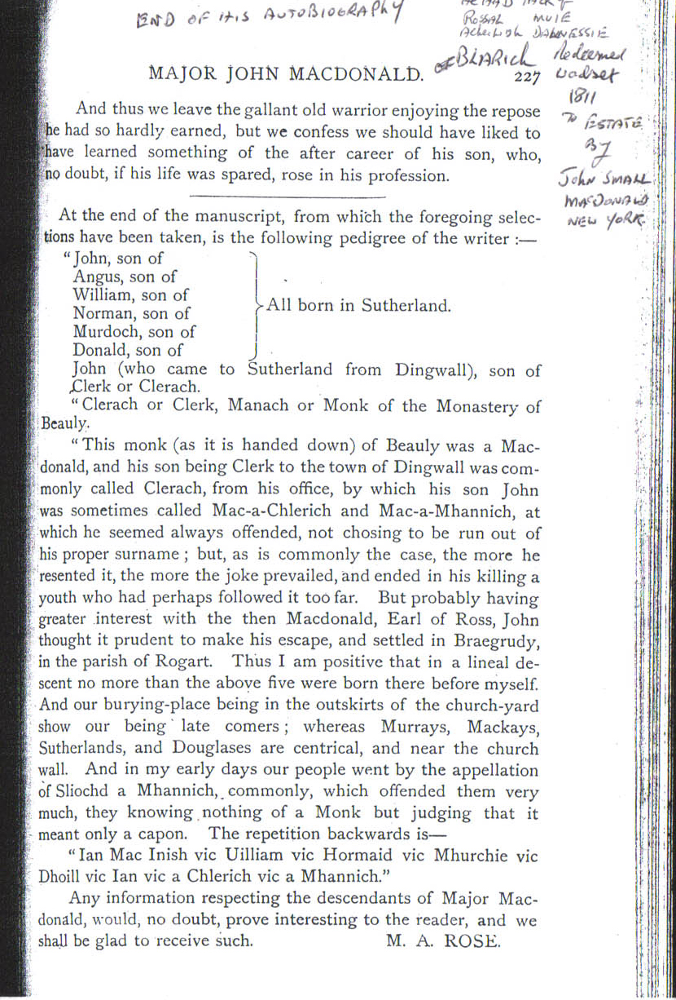 END OF HIS AUTOBIOGRAPHY
ROSSAL MUIE
DALNESSIE
BLARICH Redeemed
Wadset
1811
TO ESTATE
BY
John SMALL
MACDONALD
NEW YORK.
MAJOR JOHN MACDONALD. 227
And thus we leave the gallant old warrior enjoying the repose
he had so hardly earned, but we confess we should have liked to
have learned something of the after career of his son, who,
no doubt, if his life was spared, rose in his profession.
At the end of the manuscript, from which the foregoing selec-
tions have been taken, is the following pedigree of the writer :—
“John, son of
Angus, son of
William, son of
Norman, son of
Murdoch, son of
Donald, son of
All born in Sutherland.
John (who came to Sutherland from Dingwall), son of
Clerk or Clerach.
“Clerach or Clerk, Manach or Monk of the Monastery of
Beauly.
“This monk (as it is handed down) of Beauly was a Mac-
donald, and his son being Clerk to the town of Dingwall was com-
monly called Clerach, from his office, by which his son John
was sometimes called Mac-a-Chlerich and Mac-a-Mhannich, at
which he seemed always offended, not chosing to be run out of
his proper surname ; but, as is commonly the case, the more he
resented it, the more the joke prevailed, and ended in his killing a
youth who had perhaps followed it too far. But probably having
greater interest with the then Macdonald, Earl of Ross, John
thought it prudent to make his escape, and settled in Braegrudy,
in the parish of Rogart. Thus I am positive that in a lineal de-
scent no more than the above five were born there before myself.
And our burying-place being in the outskirts of the church-yard
show our being late comers ; whereas Murrays, Mackays,
Sutherlands, and Douglases are centrical, and near the church
wall. And in my early days our people went by the appellation
of Sliochd a Mhannich, commonly, which offended them very
much, they knowing nothing of a Monk but judging that it
meant only a capon. The repetition backwards is—
“Ian Mac Inish vic Uilliam vic Hormaid vic Mhurchie vic
Dhoill vic Ian vic a Chlerich vic a Mhannich.”
Any information respecting the descendants of Major Mac-
donald, would, no doubt, prove interesting to the reader, and we
shall be glad to receive such. M. A. ROSE.